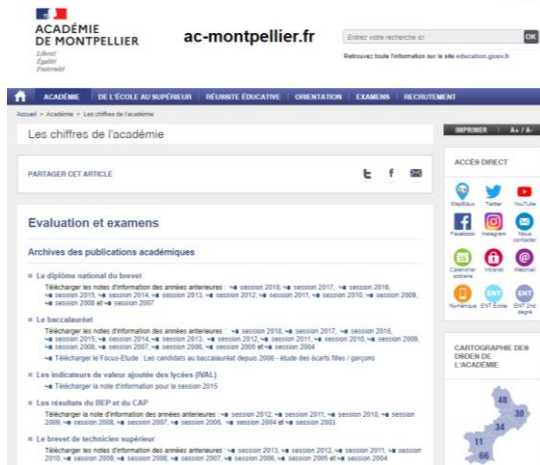 ACADÉMIE
DE MONTPELLIER
Liberté
Égalité
Fraternité
ac-montpellier.fr
Entrez votre recherche ici
OK
Retrouvez toute l'information sur le site education.gouv.fr
ACADÉMIE
DE L'ÉCOLE AU SUPÉRIEUR
RÉUSSITE ÉDUCATIVE
ORIENTATION
EXAMENS
RECRUTEMENT
Accueil > Académie > Les chiffres de l'académie
Les chiffres de l'académie
IMPRIMER
A+ / A-
PARTAGER CET ARTICLE
Evaluation et examens
Archives des publications académiques
Le diplôme national du brevet
Télécharger les notes d'information des années anterieures : session 2018, session 2017, session 2016,
session 2015, session 2014, session 2013, session 2012, session 2011, session 2010, session 2009,
session 2008 et session 2007
Le baccalauréat
Télécharger les notes d'information des années anterieures : session 2018, session 2017, session 2016,
session 2015, session 2014, session 2013, session 2012, session 2011, session 2010, session 2009,
session 2008, session 2007, session 2006, session 2005 et session 2004
Télécharger le Focus-Etude : Les candidats au baccalauréat depuis 2008 - étude des écarts filles / garçons
Les indicateurs de valeur ajoutée des lycées (IVAL)
Télécharger la note d'information pour la session 2015
Les résultats du BEP et du CAP
Télécharger la note d'information des années anterieures : session 2012, session 2011, session 2010, session
2009, session 2008, session 2007, session 2006, session 2004 et session 2003
Le brevet de technicien supérieur
Télécharger les notes d'information des années anterieures : session 2013, session 2012, session 2011, session
2010, session 2009, session 2008, session 2007, session 2006, session 2005 et session 2004
ACCÈS DIRECT
MapEduc
Twitter
YouTube
Facebook
Instagram
Nous
contacter
Calendrier
scolaire
Intranet
Webmail
Numérique
ENT École
ENT 2nd
degré
CARTOGRAPHIE DES
DSDEN DE
L'ACADÉMIE
48
30
34
11
66